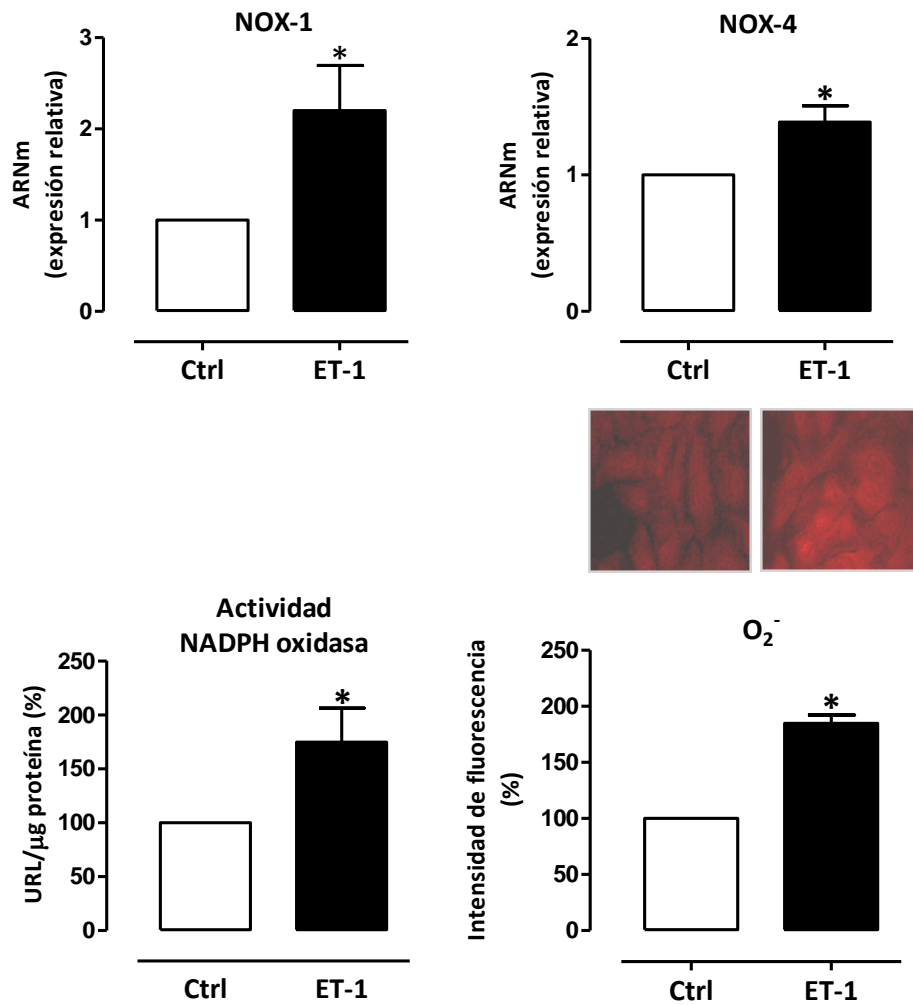 NOX-1
ARNm
(expresión relativa)
3
*
2
1
0
Ctrl ET-1
NOX-4
ARNm
(expresión relativa)
2
*
1
0
Ctrl ET-1
Actividad
NADPH oxidasa
URL/µg proteína (%)
250
200
*
150
100
50
0
Ctrl ET-1
O₂⁻
Intensidad de fluorescencia
(%)
250
200
*
150
100
50
0
Ctrl ET-1